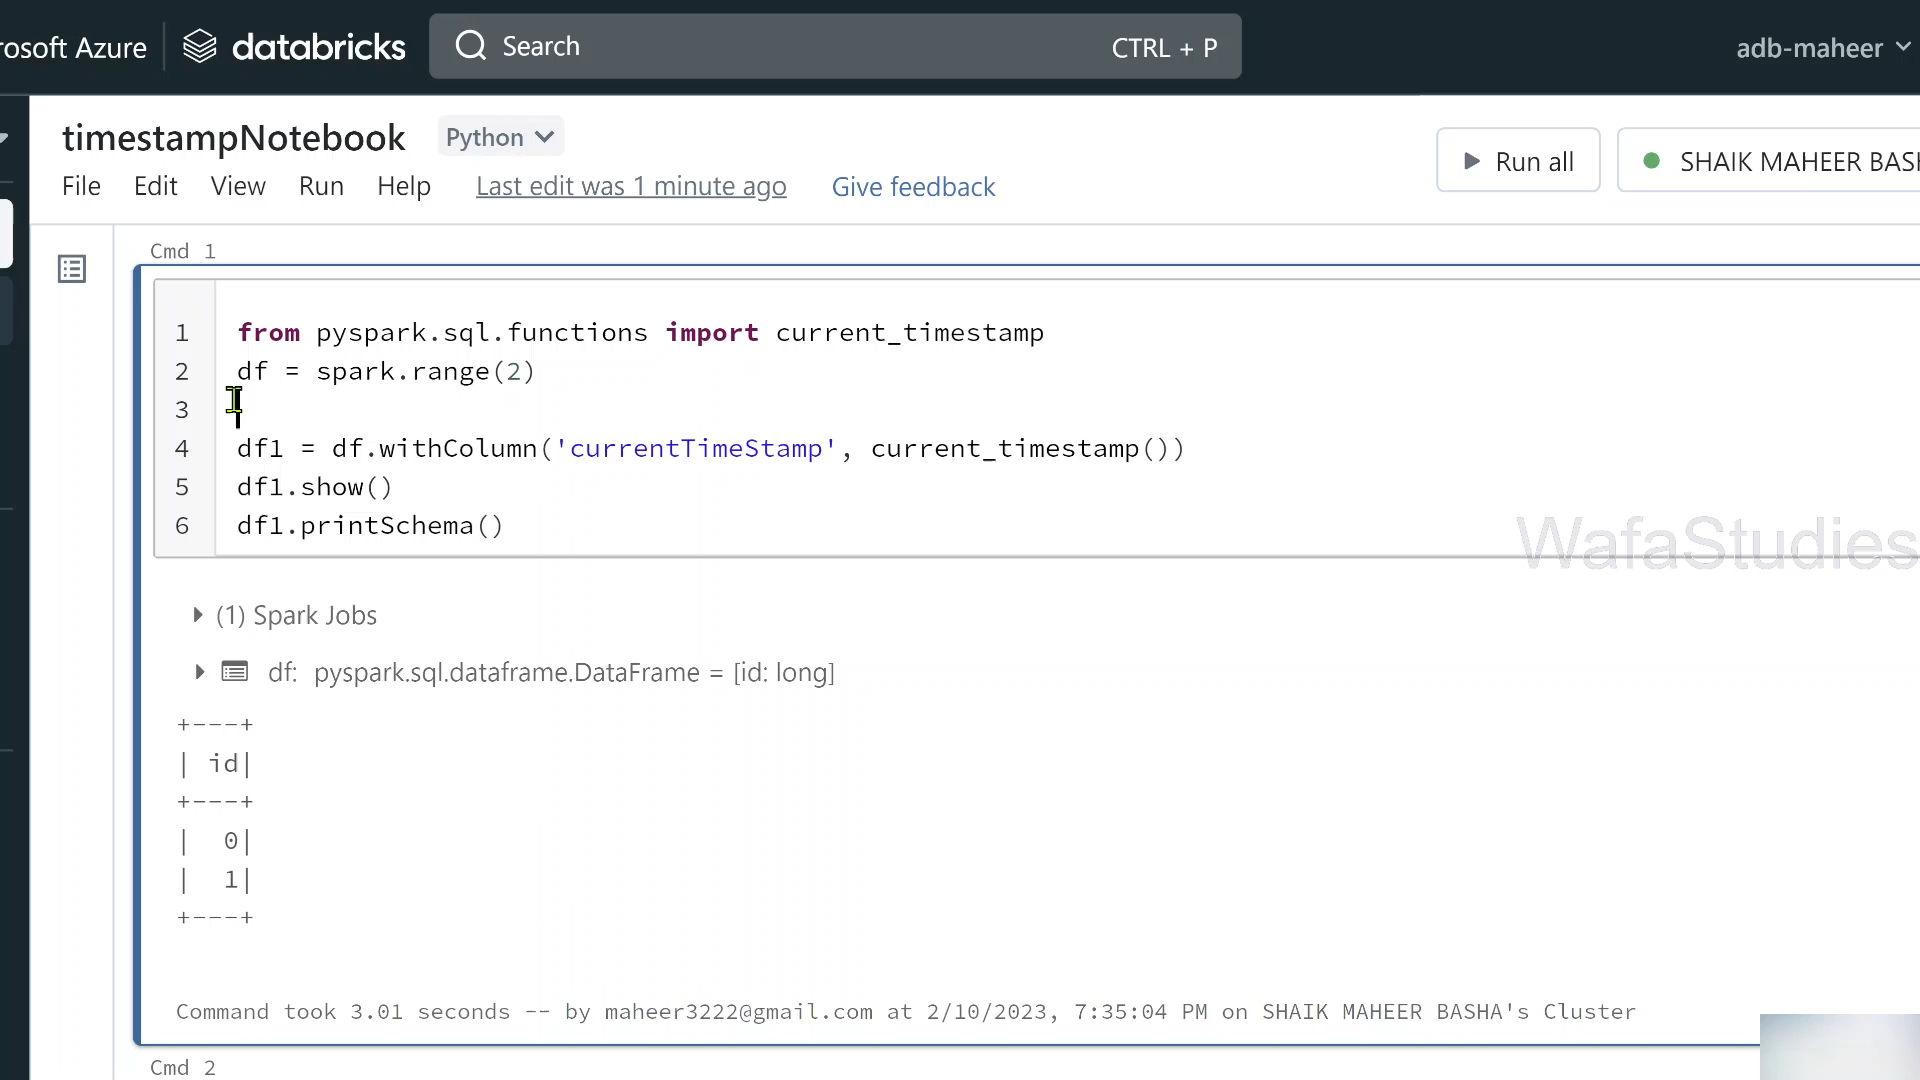 rosoft Azure databricks Search CTRL + P adb-maheer
timestampNotebook Python
Run all SHAIK MAHEER BASH
File Edit View Run Help Last edit was 1 minute ago Give feedback
Cmd 1
1 from pyspark.sql.functions import current_timestamp
2 df = spark.range(2)
3
4 df1 = df.withColumn('currentTimeStamp', current_timestamp())
5 df1.show()
6 df1.printSchema()
WafaStudies
(1) Spark Jobs
df: pyspark.sql.dataframe.DataFrame = [id: long]
+---+
| id|
+---+
| 0|
| 1|
+---+
Command took 3.01 seconds -- by maheer3222@gmail.com at 2/10/2023, 7:35:04 PM on SHAIK MAHEER BASHA's Cluster
Cmd 2